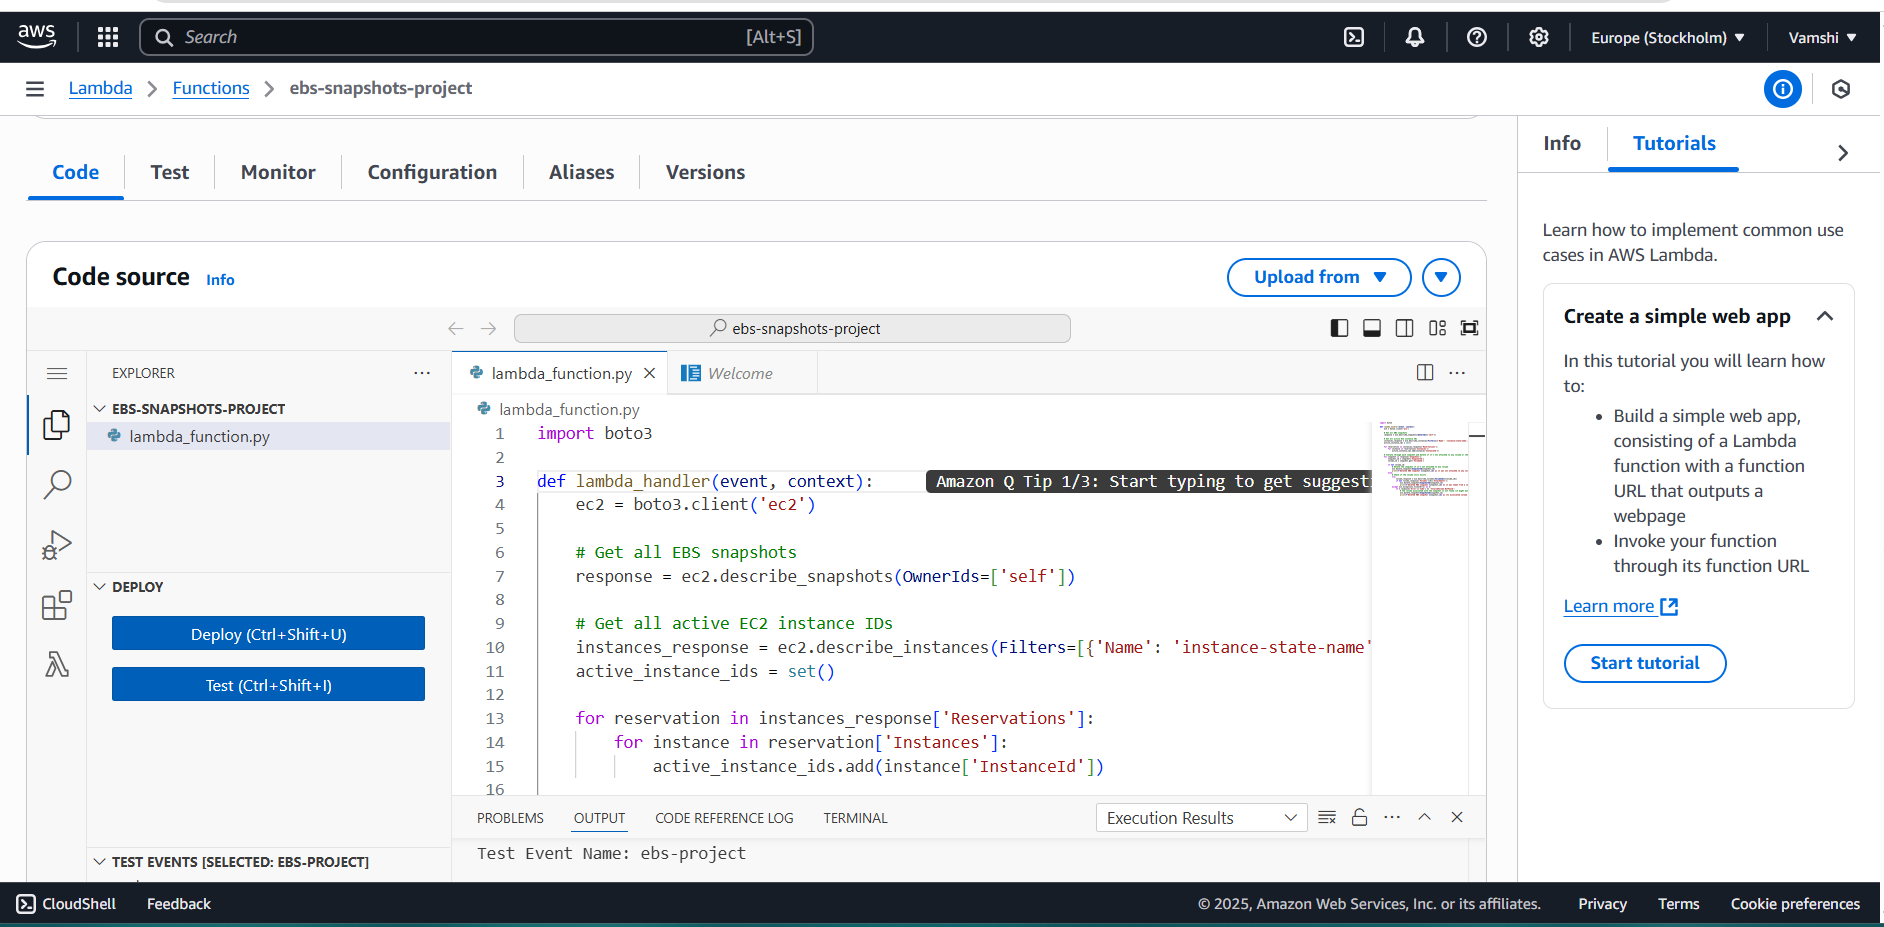 aws
Search [Alt+S]
Europe (Stockholm)
Vamshi
Lambda
Functions
ebs-snapshots-project
Code
Test
Monitor
Configuration
Aliases
Versions
Code source Info
Upload from
ebs-snapshots-project
EXPLORER
EBS-SNAPSHOTS-PROJECT
lambda_function.py
DEPLOY
Deploy (Ctrl+Shift+U)
Test (Ctrl+Shift+I)
TEST EVENTS [SELECTED: EBS-PROJECT]
lambda_function.py
Welcome
lambda_function.py
1 import boto3
2
3 def lambda_handler(event, context): Amazon Q Tip 1/3: Start typing to get suggest
4 ec2 = boto3.client('ec2')
5
6 # Get all EBS snapshots
7 response = ec2.describe_snapshots(OwnerIds=['self'])
8
9 # Get all active EC2 instance IDs
10 instances_response = ec2.describe_instances(Filters=[{'Name': 'instance-state-name'
11 active_instance_ids = set()
12
13 for reservation in instances_response['Reservations']:
14 for instance in reservation['Instances']:
15 active_instance_ids.add(instance['InstanceId'])
16
PROBLEMS
OUTPUT
CODE REFERENCE LOG
TERMINAL
Execution Results
Test Event Name: ebs-project
Info
Tutorials
Learn how to implement common use
cases in AWS Lambda.
Create a simple web app
In this tutorial you will learn how
to:
• Build a simple web app,
consisting of a Lambda
function with a function
URL that outputs a
webpage
• Invoke your function
through its function URL
Learn more
Start tutorial
CloudShell
Feedback
© 2025, Amazon Web Services, Inc. or its affiliates.
Privacy
Terms
Cookie preferences